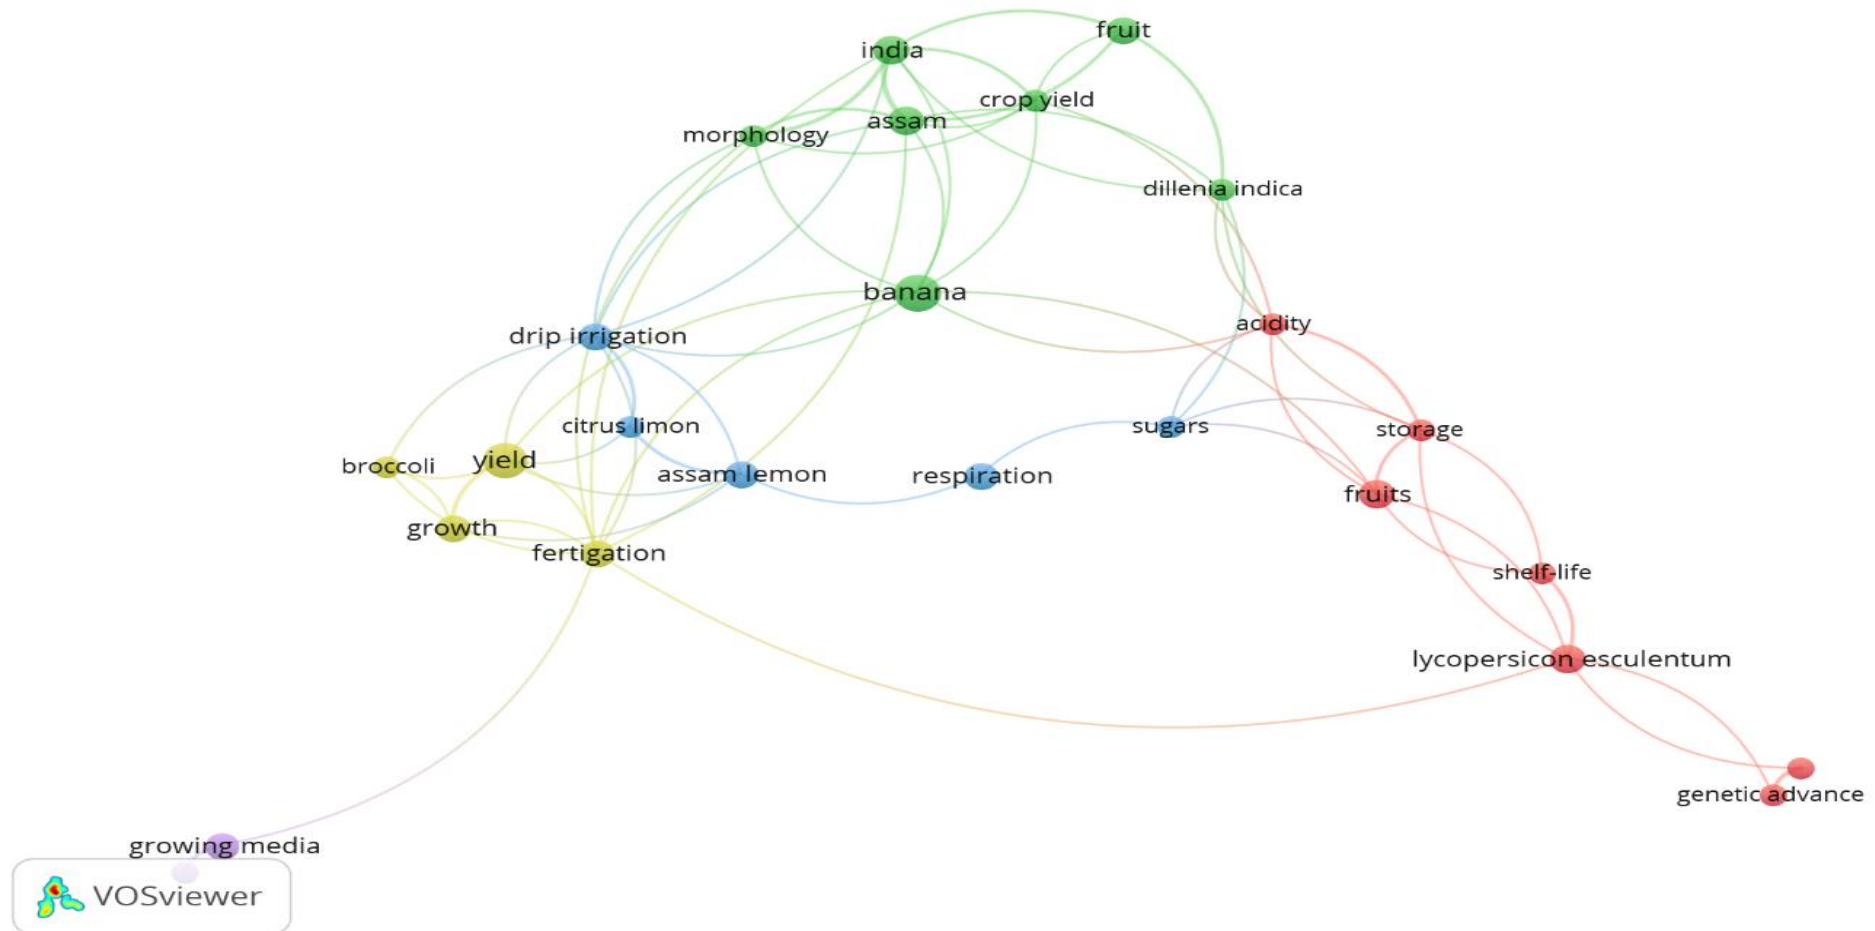 fruit
india
crop yield
assam
morphology
dillenia indica
banana
acidity
drip irrigation
citrus limon
sugars
storage
broccoli
yield
assam lemon
respiration
fruits
growth
fertigation
shelf-life
lycopersicon esculentum
genetic advance
growing media
VOSviewer